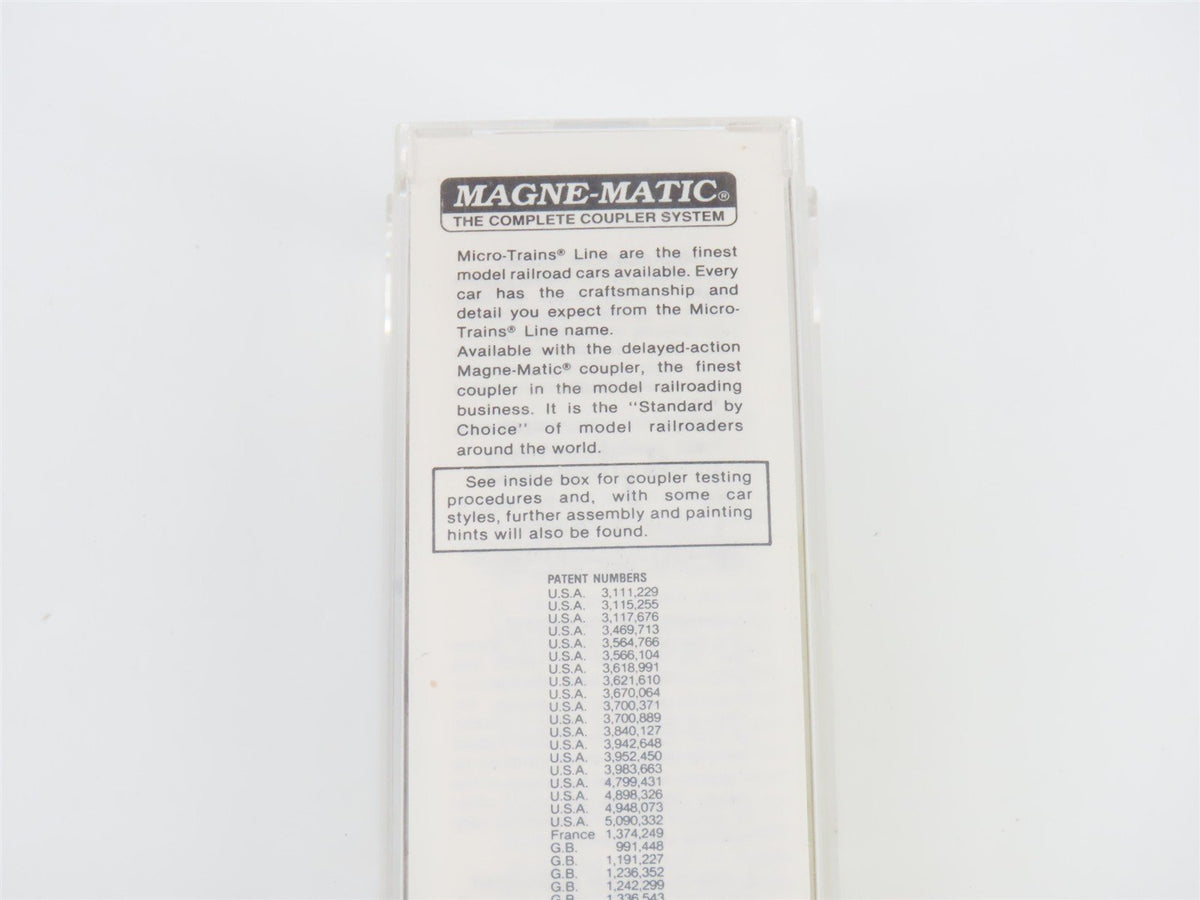 MAGNE-MATIC®
THE COMPLETE COUPLER SYSTEM
Micro-Trains® Line are the finest
model railroad cars available. Every
car has the craftsmanship and
detail you expect from the Micro-
Trains® Line name.
Available with the delayed-action
Magne-Matic® coupler, the finest
coupler in the model railroading
business. It is the "Standard by
Choice" of model railroaders
around the world.
See inside box for coupler testing
procedures and, with some car
styles, further assembly and painting
hints will also be found.
PATENT NUMBERS
U.S.A. 3,111,229
U.S.A. 3,115,255
U.S.A. 3,117,676
U.S.A. 3,469,713
U.S.A. 3,564,766
U.S.A. 3,566,104
U.S.A. 3,618,991
U.S.A. 3,621,610
U.S.A. 3,670,064
U.S.A. 3,700,371
U.S.A. 3,700,889
U.S.A. 3,840,127
U.S.A. 3,942,648
U.S.A. 3,952,450
U.S.A. 3,983,663
U.S.A. 4,799,431
U.S.A. 4,898,326
U.S.A. 4,948,073
U.S.A. 5,090,332
France 1,374,249
G.B. 991,448
G.B. 1,191,227
G.B. 1,236,352
G.B. 1,242,299
G.B. 1,336,543